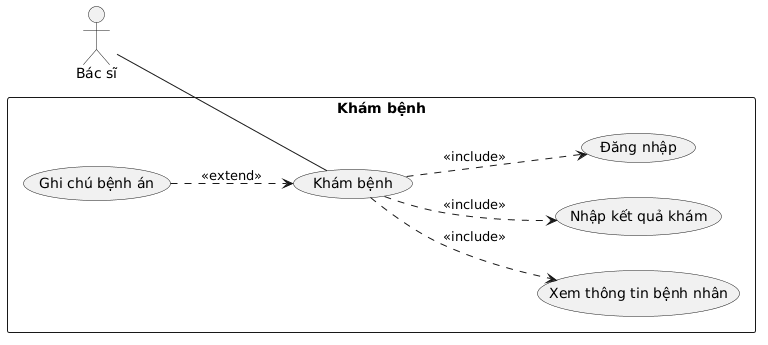 Bác sĩ
Khám bệnh
Đăng nhập
«include»
Ghi chú bệnh án
«extend»
Khám bệnh
«include»
Nhập kết quả khám
«include»
Xem thông tin bệnh nhân